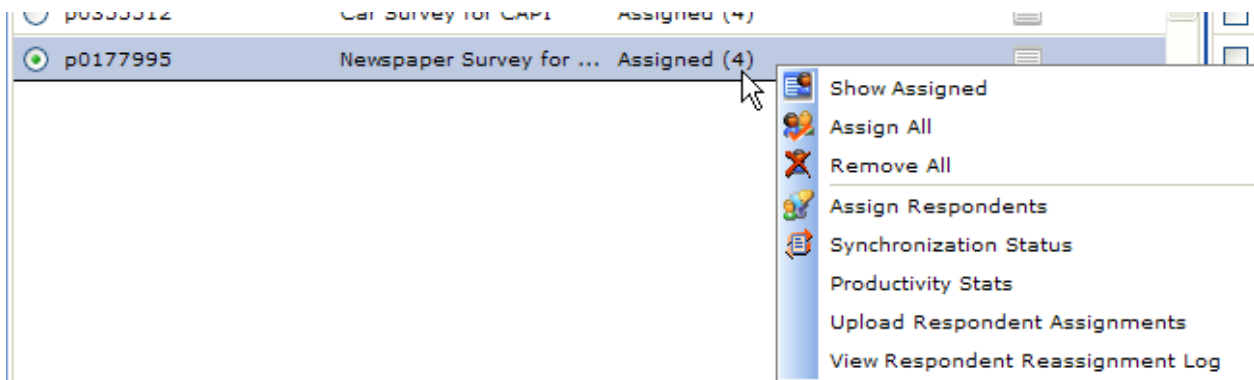 p0355512 Car Survey for CAPI Assigned (4)
p0177995 Newspaper Survey for ... Assigned (4)
Show Assigned
Assign All
Remove All
Assign Respondents
Synchronization Status
Productivity Stats
Upload Respondent Assignments
View Respondent Reassignment Log